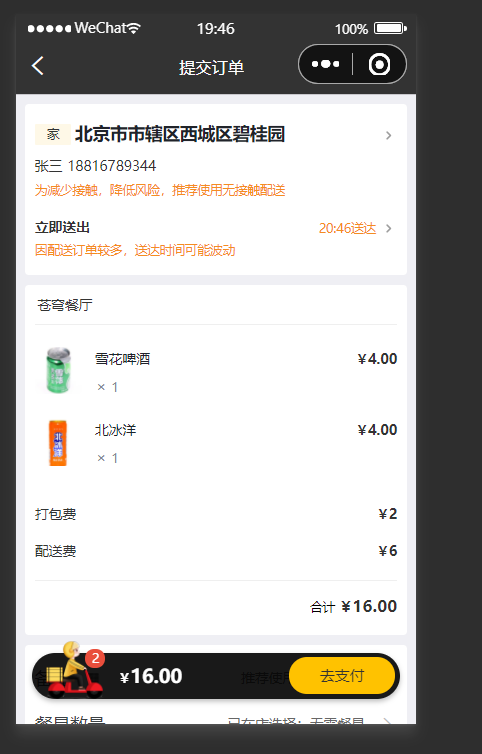 WeChat 19:46 100%
提交订单
家 北京市市辖区西城区碧桂园
张三 18816789344
为减少接触，降低风险，推荐使用无接触配送
立即送出 20:46送达
因配送订单较多，送达时间可能波动
苍穹餐厅
雪花啤酒 ￥4.00
× 1
北冰洋 ￥4.00
× 1
打包费 ￥2
配送费 ￥6
合计 ￥16.00
2
￥16.00 推荐使 去支付
餐具数量 已在店选择：无需餐具